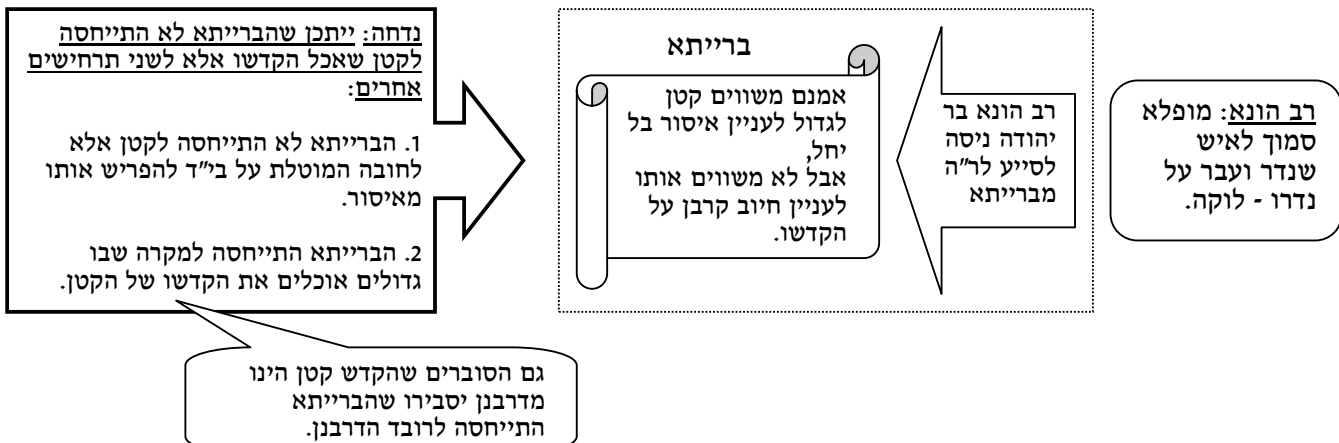 רב הונא: מופלא
סמוך לאיש
שנדר ועבר על
נדרו - לוקה.
רב הונא בר
יהודה ניסה
לסייע לר"ה
מברייתא
ברייתא
אמנם משווים קטן
לגדול לעניין איסור בל
יחל,
אבל לא משווים אותו
לעניין חיוב קרבן על
הקדשו.
נדחה: ייתכן שהברייתא לא התייחסה
לקטן שאכל הקדשו אלא לשני תרחישים
אחרים:
1. הברייתא לא התייחסה לקטן אלא
לחובה המוטלת על בי"ד להפריש אותו
מאיסור.
2. הברייתא התייחסה למקרה שבו
גדולים אוכלים את הקדשו של הקטן.
גם הסוברים שהקדש קטן הינו
מדרבנן יסבירו שהברייתא
התייחסה לרובד הדרבנן.